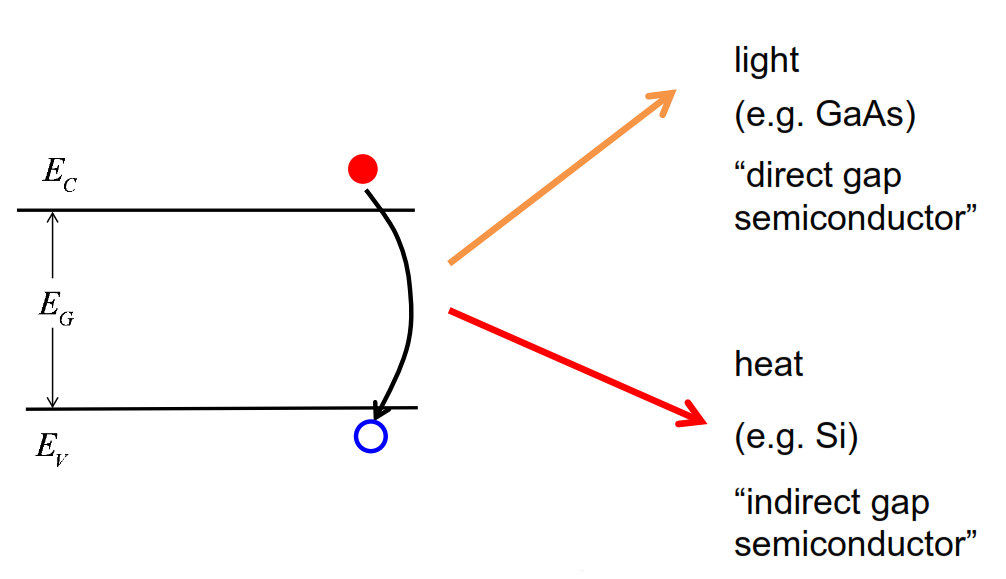 light
(e.g. GaAs)
“direct gap
semiconductor”
E_C
E_G
E_V
heat
(e.g. Si)
“indirect gap
semiconductor”